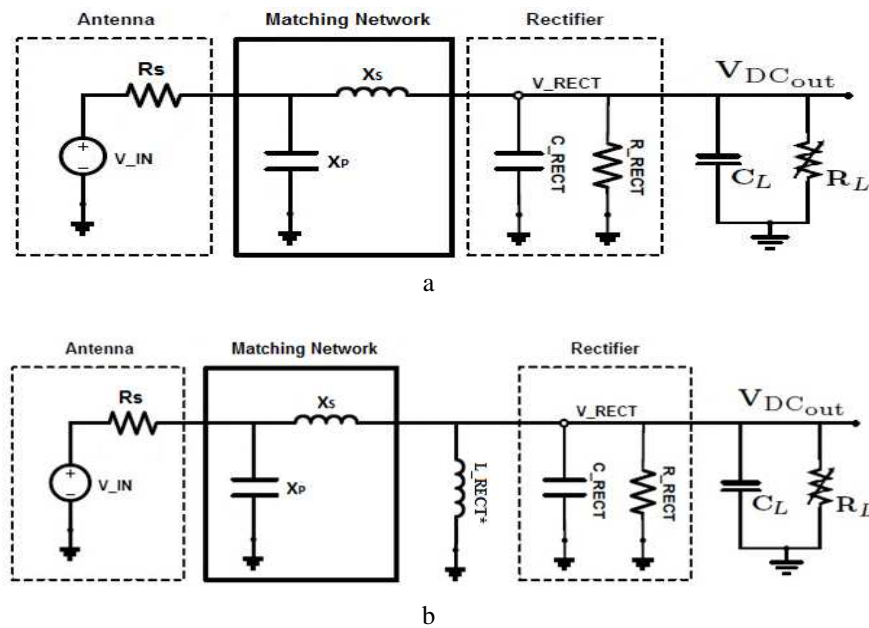 Antenna Matching Network Rectifier
Rs
V_IN
XP
XS
V_RECT
C_RECT
R_RECT
VDCout
CL
RL
a
Antenna Matching Network Rectifier
Rs
V_IN
XP
XS
L_RECT*
V_RECT
C_RECT
R_RECT
VDCout
CL
RL
b